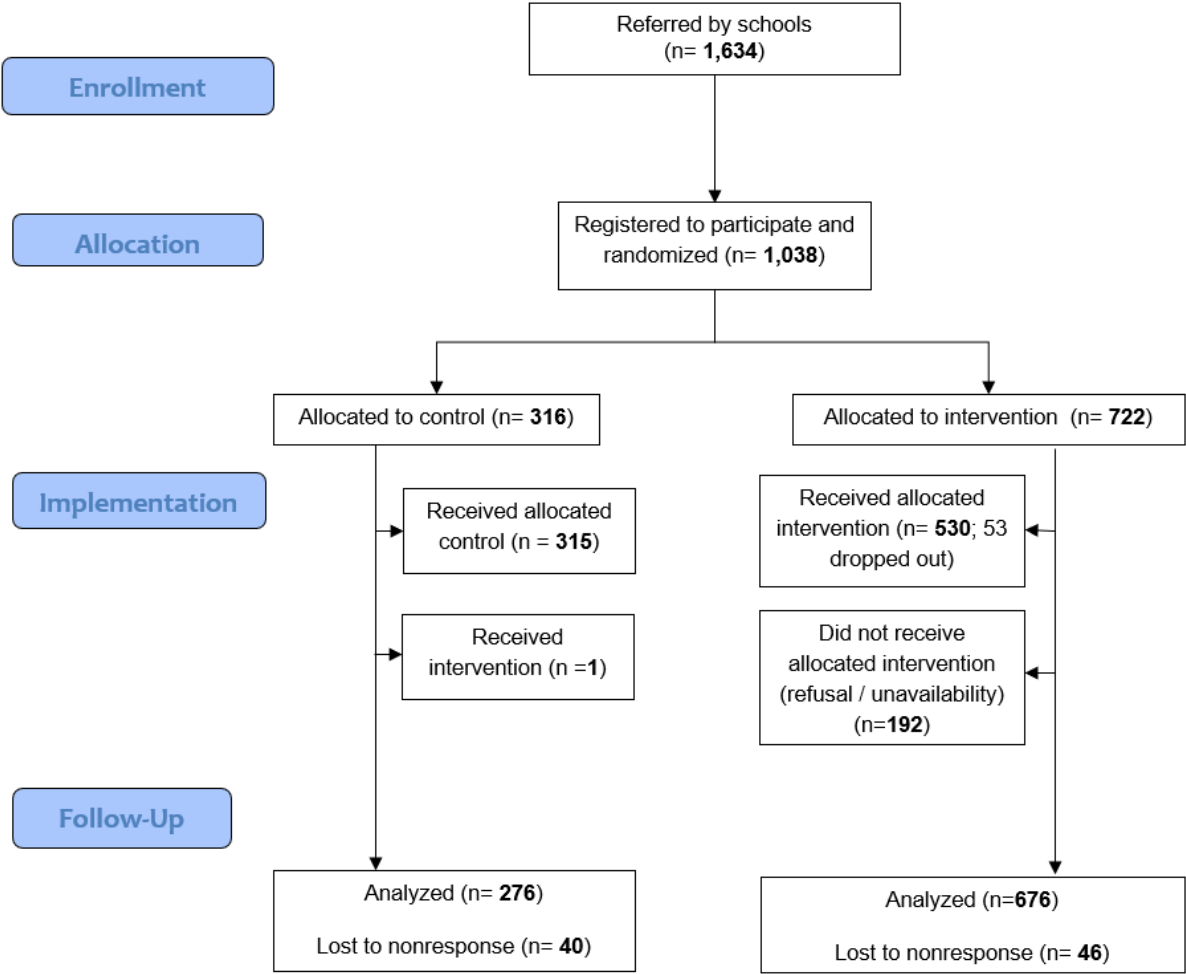 Referred by schools
(n= 1,634)
Enrollment
Registered to participate and
randomized (n= 1,038)
Allocation
Allocated to control (n= 316)
Allocated to intervention  (n= 722)
Implementation
Received allocated
control (n = 315)
Received allocated
intervention (n= 530; 53
dropped out)
Received
intervention (n =1)
Did not receive
allocated intervention
(refusal / unavailability)
(n=192)
Follow-Up
Analyzed (n= 276)
Lost to nonresponse (n= 40)
Analyzed (n=676)
Lost to nonresponse (n= 46)